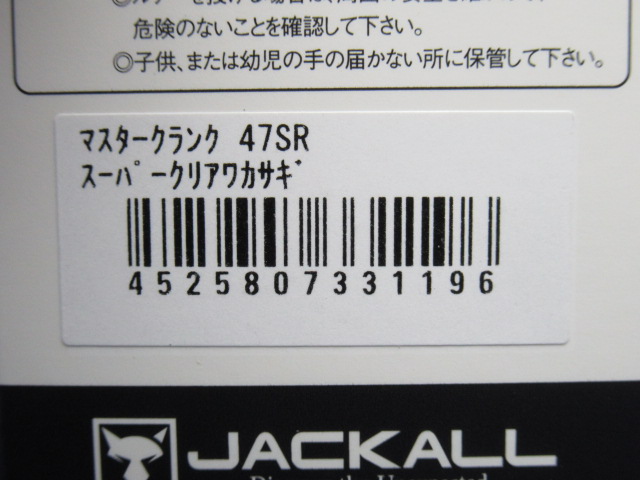 危険のないことを確認して下さい。
◎子供、または幼児の手の届かない所に保管して下さい。
ﾏｽﾀｰｸﾗﾝｸ 47SR
ｽｰﾊﾟｰｸﾘｱﾜｶｻｷﾞ
4525807331196
JACKALL